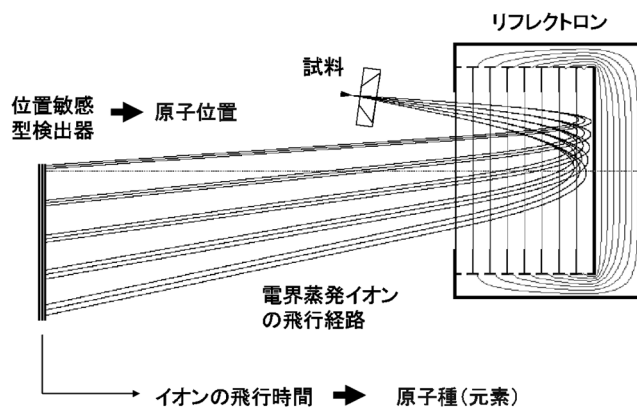 リフレクトロン
試料
位置敏感
型検出器
原子位置
電界蒸発イオン
の飛行経路
イオンの飛行時間
原子種(元素)